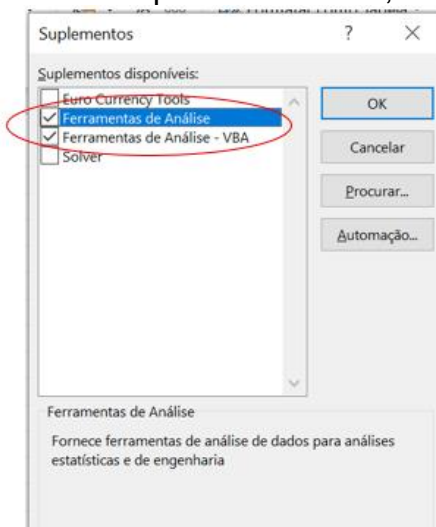 Suplementos ? ×
Suplementos disponíveis:
Euro Currency Tools
Ferramentas de Análise
Ferramentas de Análise - VBA
Solver
OK
Cancelar
Procurar...
Automação...
Ferramentas de Análise
Fornece ferramentas de análise de dados para análises
estatísticas e de engenharia